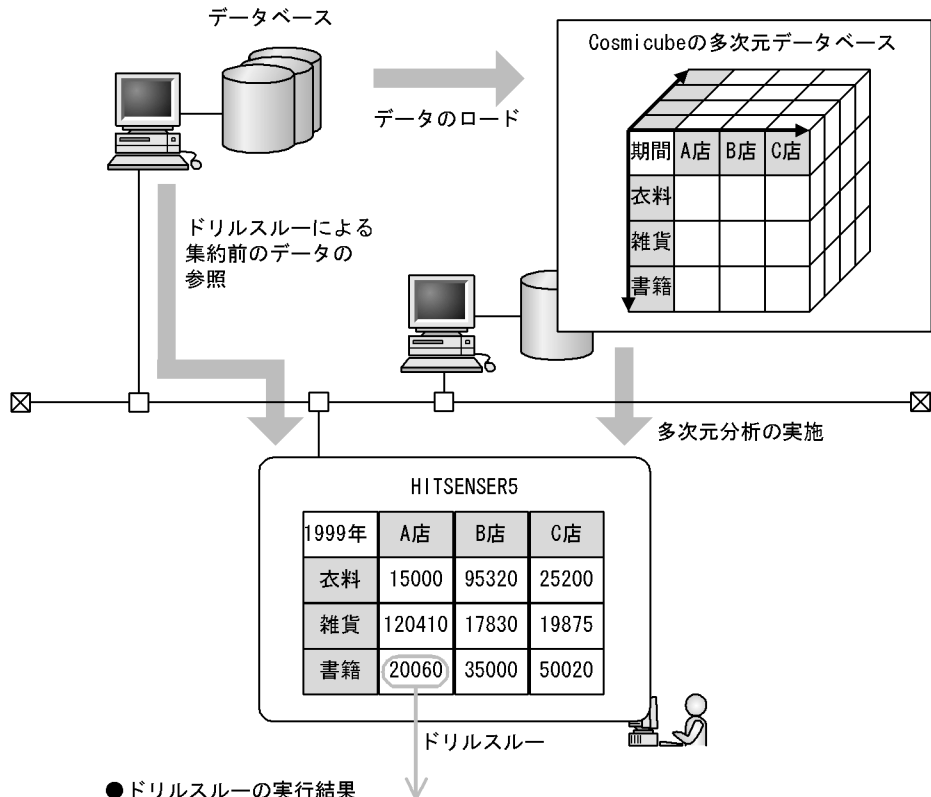 データベース
Cosmicubeの多次元データベース
データのロード
期間 A店 B店 C店
衣料
雑貨
書籍
ドリルスルーによる
集約前のデータの
参照
多次元分析の実施
HITSENSER5
1999年 A店 B店 C店
衣料 15000 95320 25200
雑貨 120410 17830 19875
書籍 20060 35000 50020
ドリルスルー
●ドリルスルーの実行結果